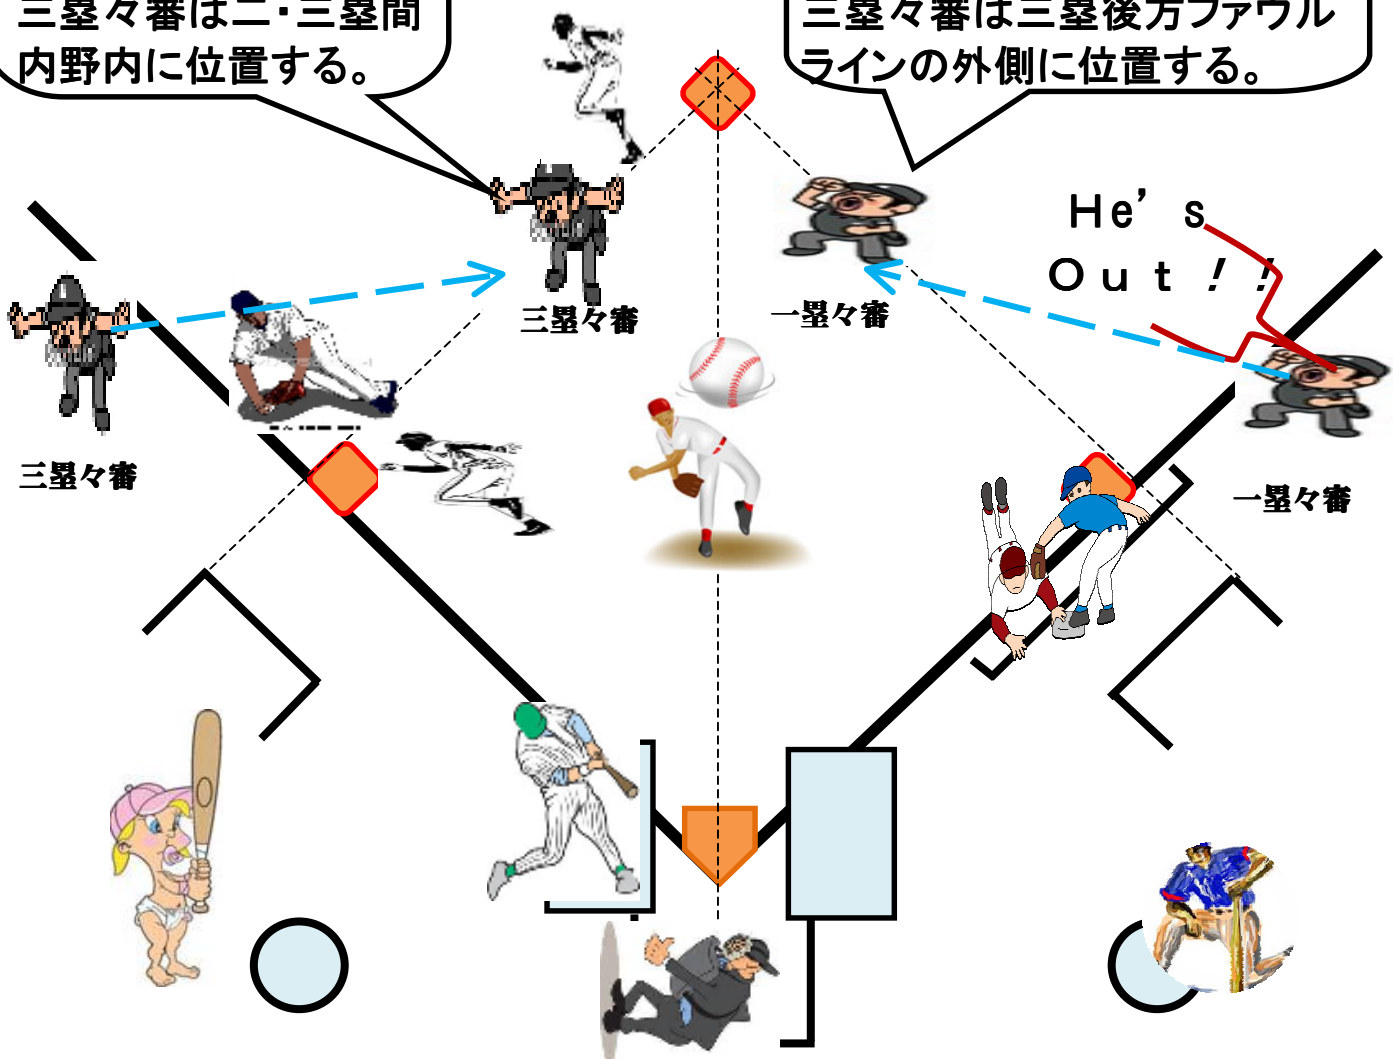 三塁々審は二・三塁間
内野内に位置する。
三塁々審は三塁後方ファウル
ラインの外側に位置する。
He's
Out!!
三塁々審
一塁々審
三塁々審
一塁々審